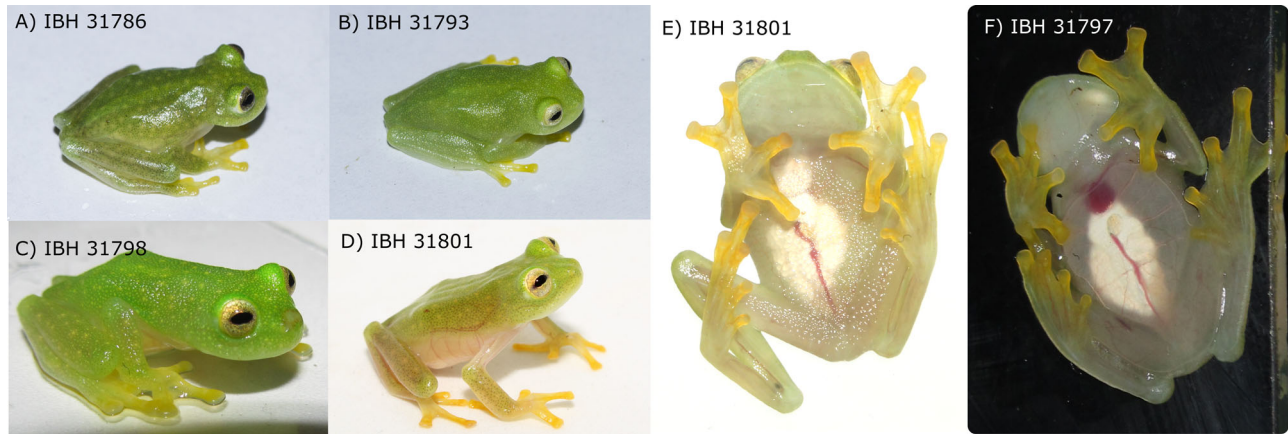 A) IBH 31786
B) IBH 31793
C) IBH 31798
D) IBH 31801
E) IBH 31801
F) IBH 31797